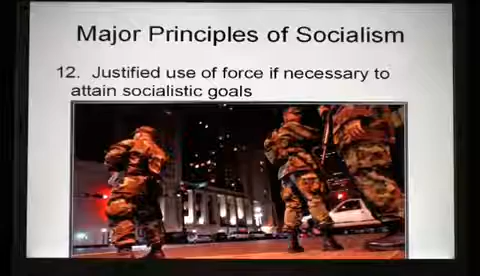 Major Principles of Socialism
12. Justified use of force if necessary to
attain socialistic goals